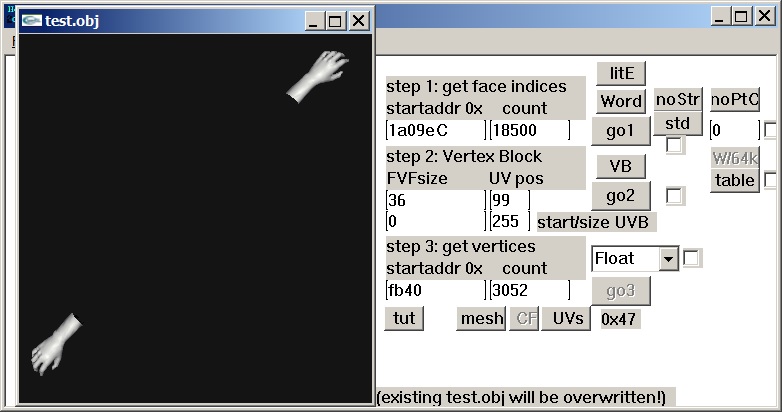 test.obj
litE
step 1: get face indices
startaddr 0x count
Word
noStr
noPtC
1a09eC
18500
go1
std
0
step 2: Vertex Block
FVFsize UV pos
VB
W/64k
table
36
99
go2
0
255
start/size UVB
step 3: get vertices
startaddr 0x count
Float
fb40
3052
go3
tut
mesh
CF
UVs
0x47
(existing test.obj will be overwritten!)